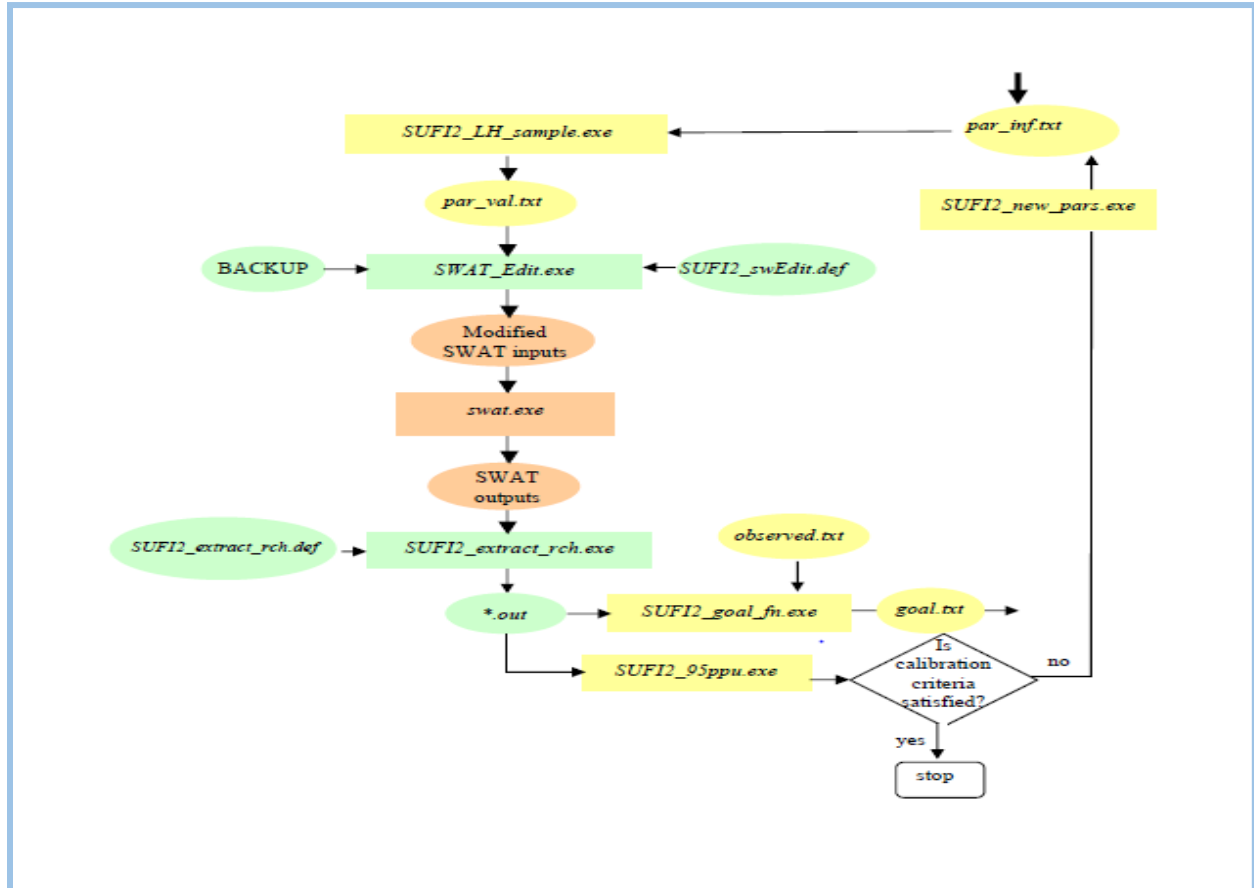 par_inf.txt
SUFI2_LH_sample.exe
par_val.txt
SUFI2_new_pars.exe
BACKUP
SWAT_Edit.exe
SUFI2_swEdit.def
Modified
SWAT inputs
swat.exe
SWAT
outputs
SUFI2_extract_rch.def
SUFI2_extract_rch.exe
observed.txt
*.out
SUFI2_goal_fn.exe
goal.txt
SUFI2_95ppu.exe
Is
calibration
criteria
satisfied?
no
yes
stop